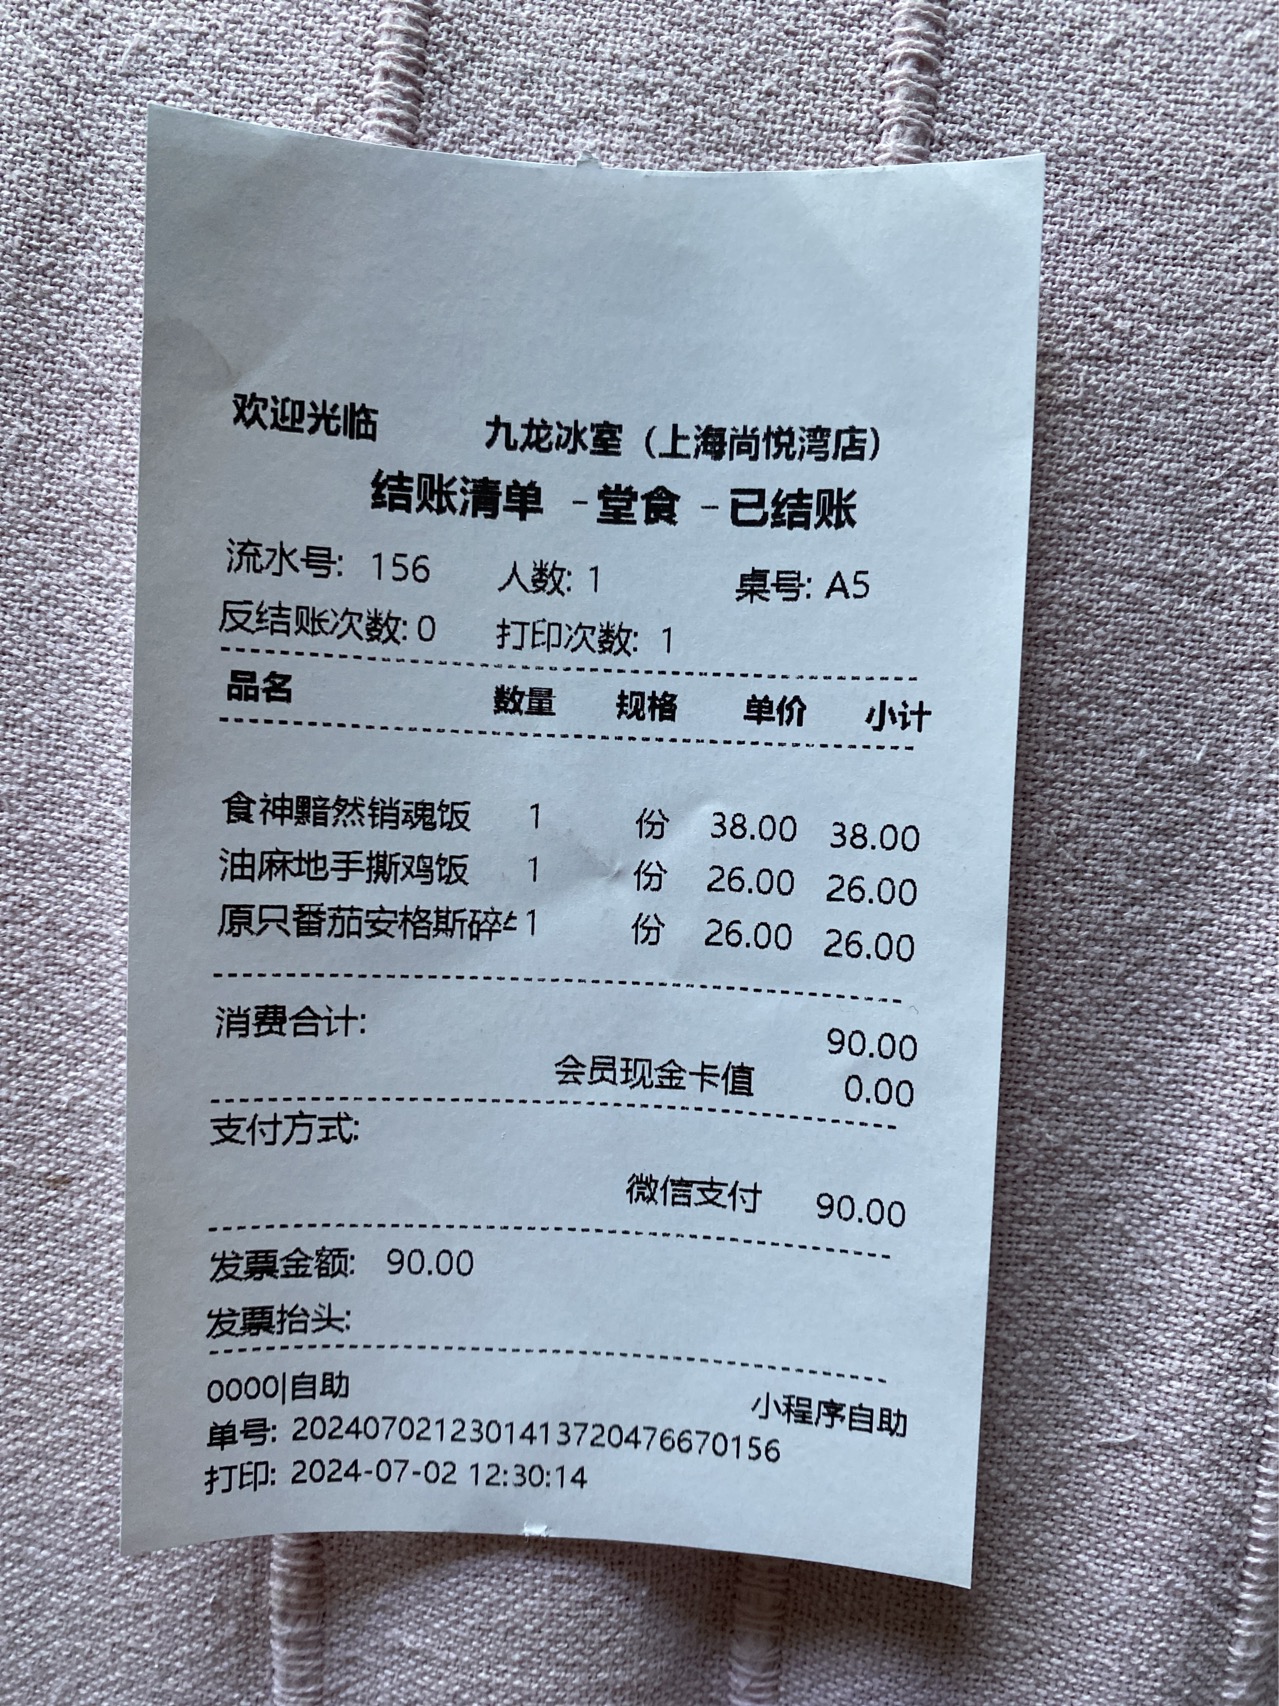 欢迎光临 九龙冰室（上海尚悦湾店）
结账清单 -堂食 -已结账
流水号: 156 人数: 1 桌号: A5
反结账次数: 0 打印次数: 1
品名 数量 规格 单价 小计
食神黯然销魂饭 1 份 38.00 38.00
油麻地手撕鸡饭 1 份 26.00 26.00
原只番茄安格斯碎 1 份 26.00 26.00
消费合计: 90.00
会员现金卡值 0.00
支付方式:
微信支付 90.00
发票金额: 90.00
发票抬头:
0000|自助 小程序自助
单号: 2024070212301413720476670156
打印: 2024-07-02 12:30:14